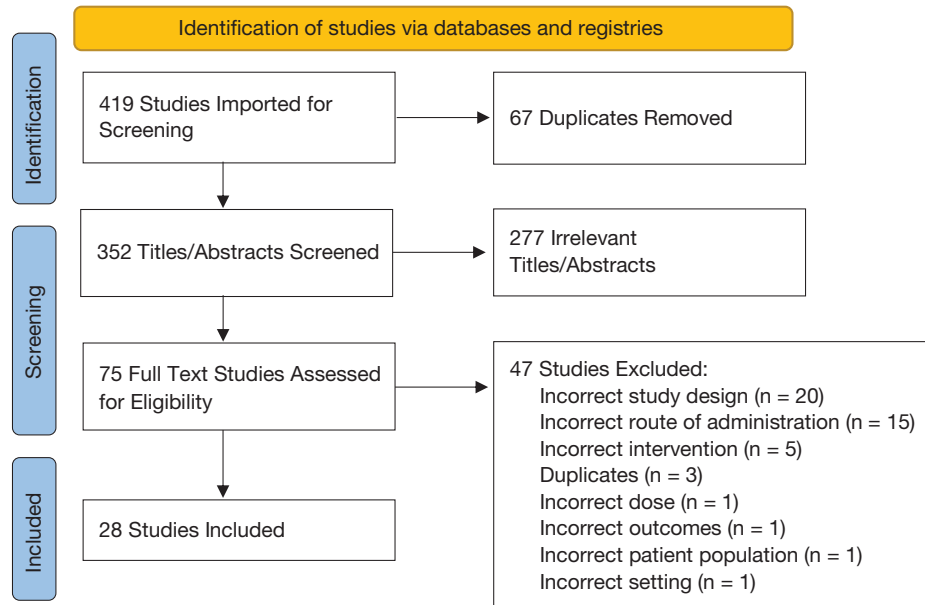 Identification of studies via databases and registries
Identification
419 Studies Imported for
Screening
67 Duplicates Removed
Screening
352 Titles/Abstracts Screened
277 Irrelevant
Titles/Abstracts
75 Full Text Studies Assessed
for Eligibility
47 Studies Excluded:
Incorrect study design (n = 20)
Incorrect route of administration (n = 15)
Incorrect intervention (n = 5)
Duplicates (n = 3)
Incorrect dose (n = 1)
Incorrect outcomes (n = 1)
Incorrect patient population (n = 1)
Incorrect setting (n = 1)
Included
28 Studies Included